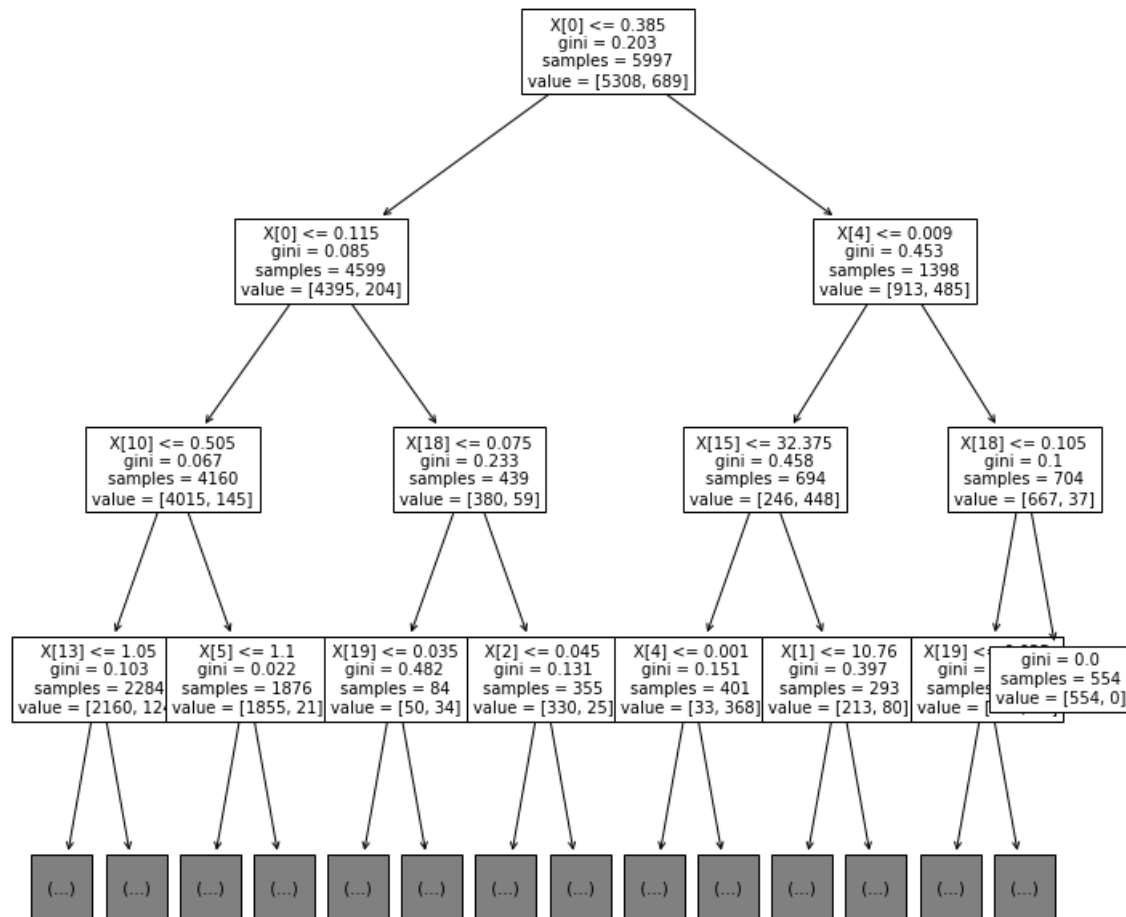 X[0] <= 0.385
gini = 0.203
samples = 5997
value = [5308, 689]
X[0] <= 0.115
gini = 0.085
samples = 4599
value = [4395, 204]
X[4] <= 0.009
gini = 0.453
samples = 1398
value = [913, 485]
X[10] <= 0.505
gini = 0.067
samples = 4160
value = [4015, 145]
X[18] <= 0.075
gini = 0.233
samples = 439
value = [380, 59]
X[15] <= 32.375
gini = 0.458
samples = 694
value = [246, 448]
X[18] <= 0.105
gini = 0.1
samples = 704
value = [667, 37]
X[13] <= 1.05
gini = 0.103
samples = 2284
value = [2160,
X[5] <= 1.1
gini = 0.022
samples = 1876
value = [1855, 21]
X[19] <= 0.035
gini = 0.482
samples = 84
value = [50, 34]
X[2] <= 0.045
gini = 0.131
samples = 355
value = [330, 25]
X[4] <= 0.001
gini = 0.151
samples = 401
value = [33, 368]
X[1] <= 10.76
gini = 0.397
samples = 293
value = [213, 80]
X[19]
gini =
value =
gini = 0.0
samples = 554
value = [554, 0]
(...)
(...)
(...)
(...)
(...)
(...)
(...)
(...)
(...)
(...)
(...)
(...)
(...)
(...)